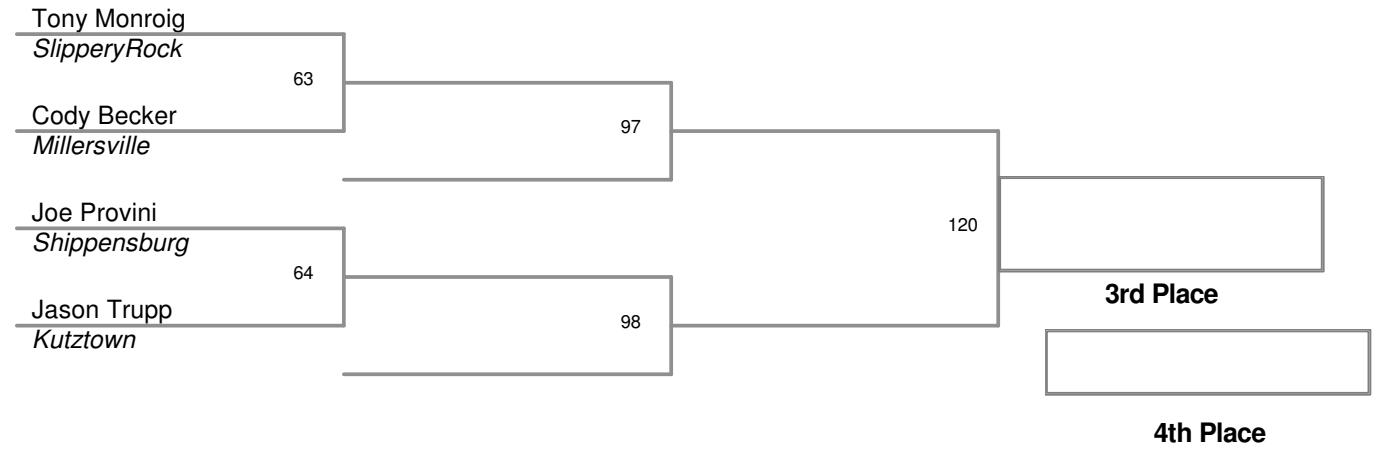 Tony Monroig
SlipperyRock
63
Cody Becker
Millersville
97
Joe Provini
Shippensburg
120
64
Jason Trupp
Kutztown
98
3rd Place
4th Place